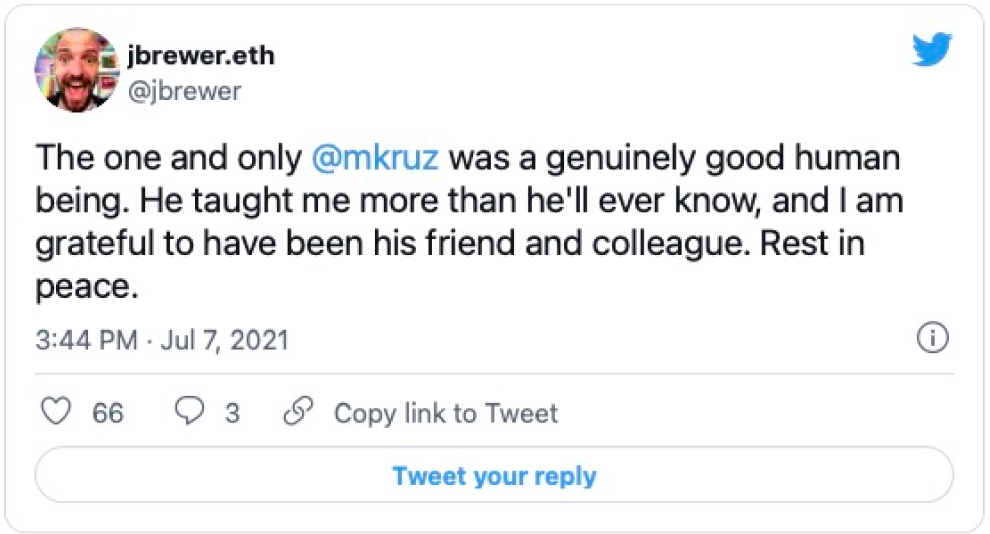 jbrewer.eth
@jbrewer
The one and only @mkruz was a genuinely good human
being. He taught me more than he'll ever know, and I am
grateful to have been his friend and colleague. Rest in
peace.
3:44 PM · Jul 7, 2021
66 3 Copy link to Tweet
Tweet your reply